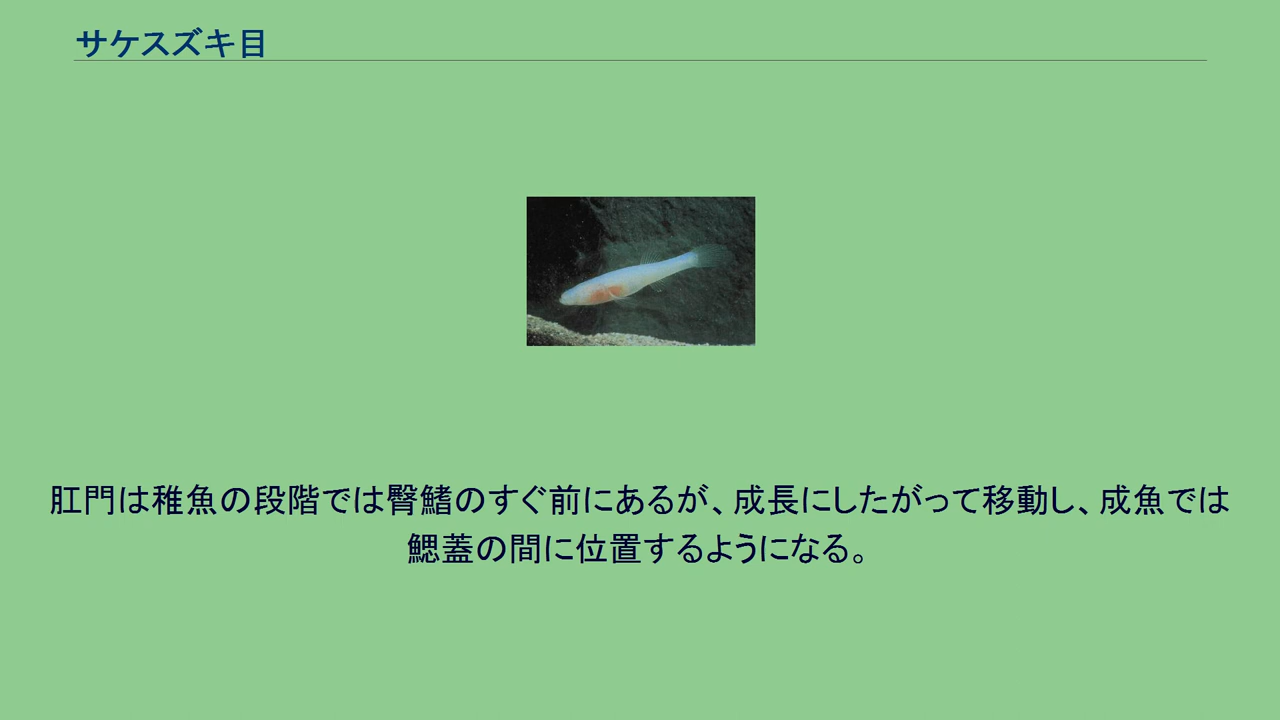 サケスズキ目
肛門は稚魚の段階では臀鰭のすぐ前にあるが、成長にしたがって移動し、成魚では
鰓蓋の間に位置するようになる。